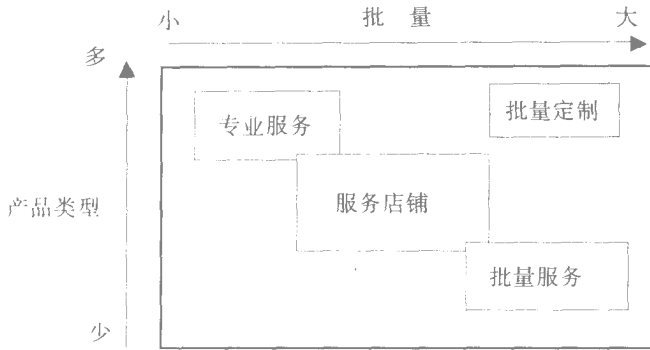 小 批 量 大
多
专业服务
批量定制
服务店铺
产品类型
批量服务
少